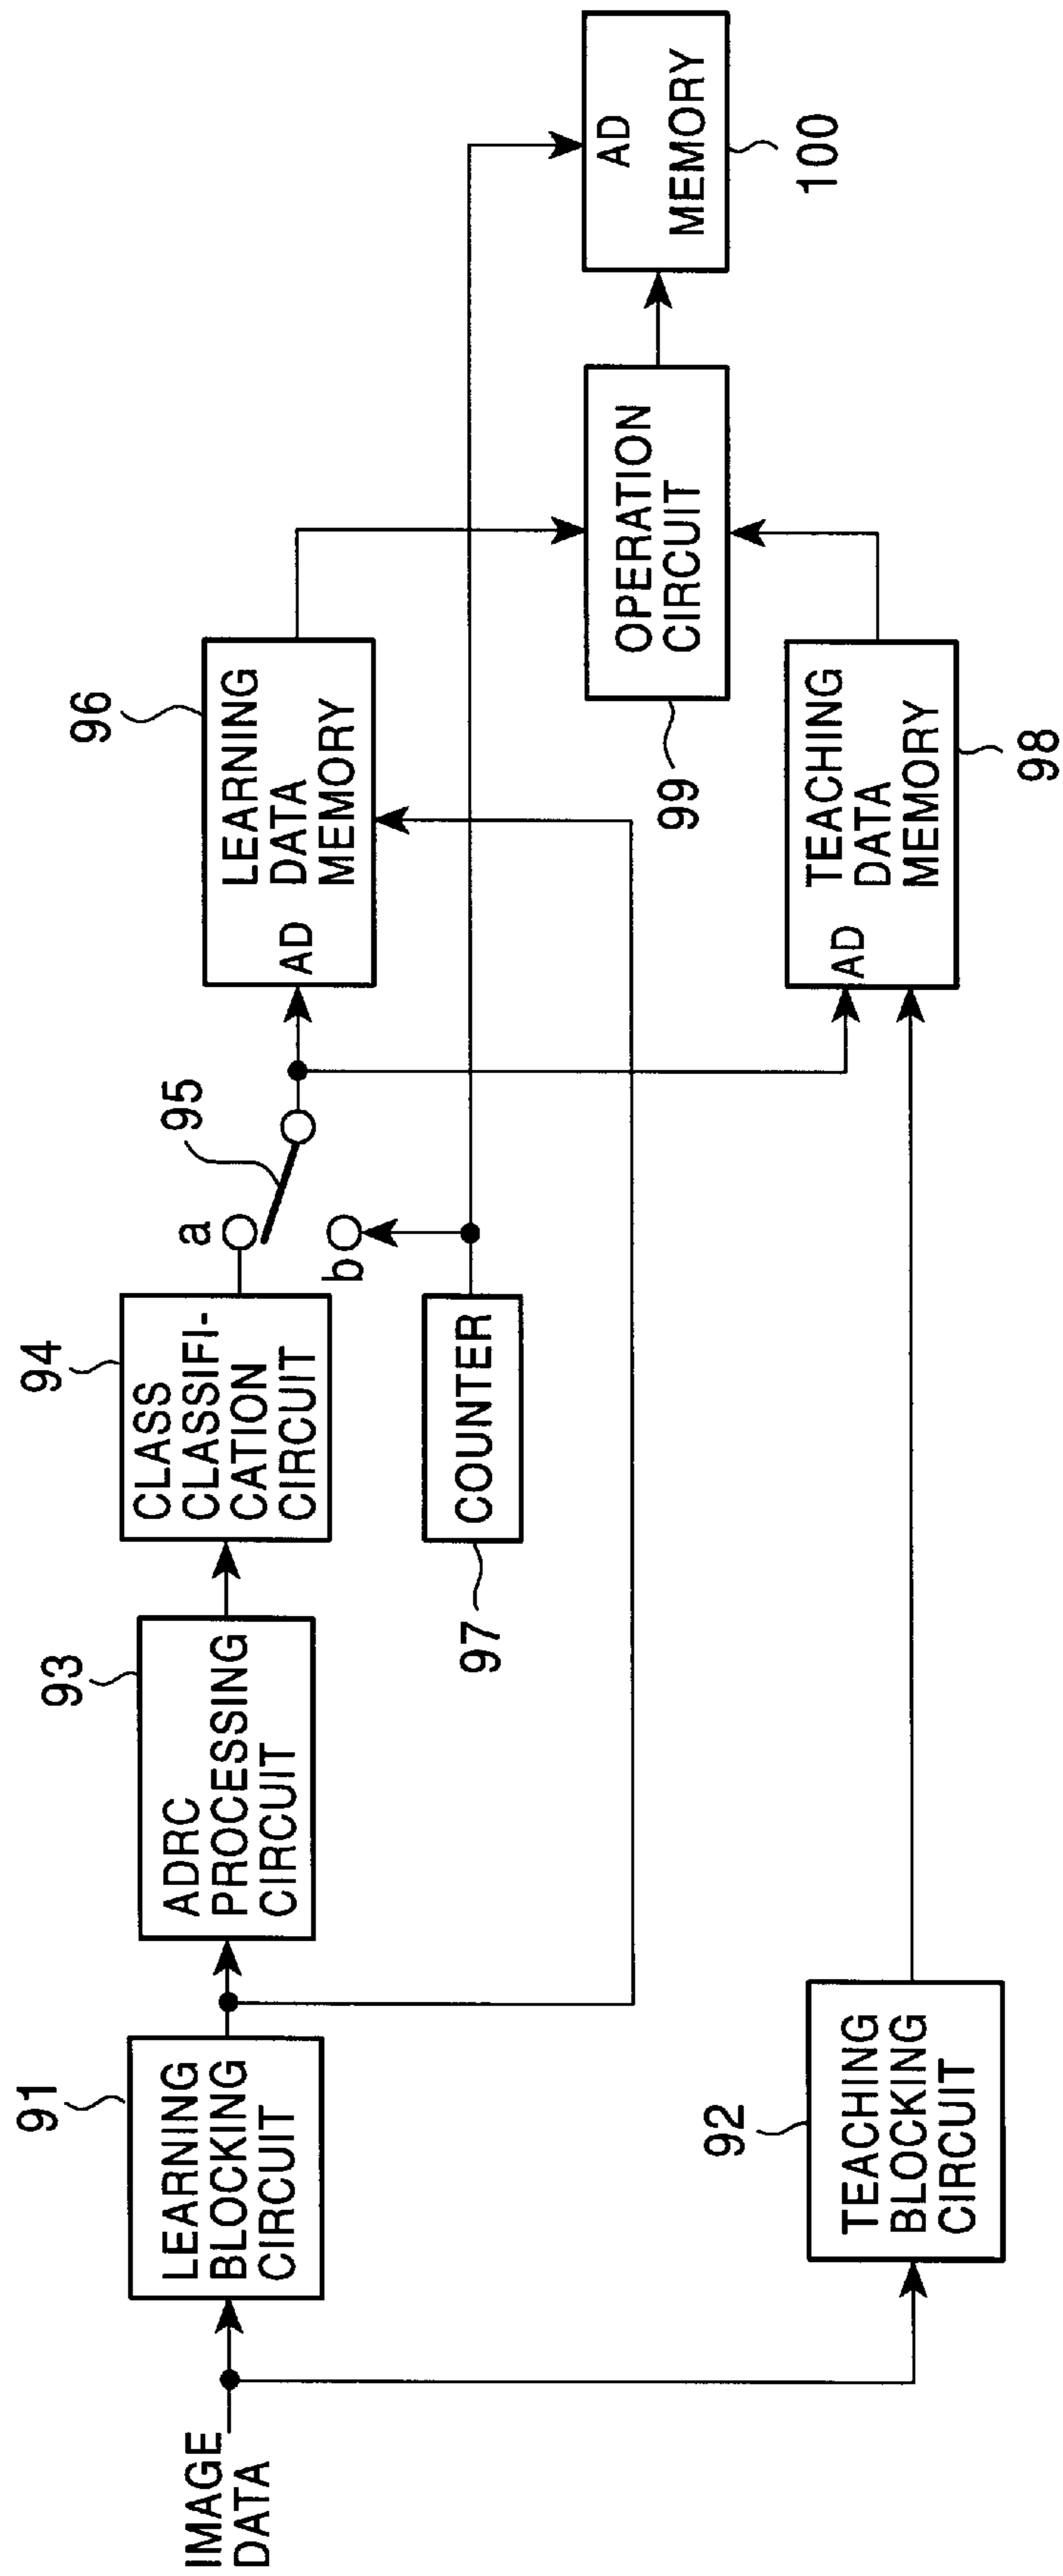 IMAGE
DATA
91
LEARNING
BLOCKING
CIRCUIT
92
TEACHING
BLOCKING
CIRCUIT
93
ADRC
PROCESSING
CIRCUIT
94
CLASS
CLASSIFI-
CATION
CIRCUIT
a
b
95
97
COUNTER
96
AD
LEARNING
DATA
MEMORY
AD
TEACHING
DATA
MEMORY
98
OPERATION
CIRCUIT
99
AD
MEMORY
100